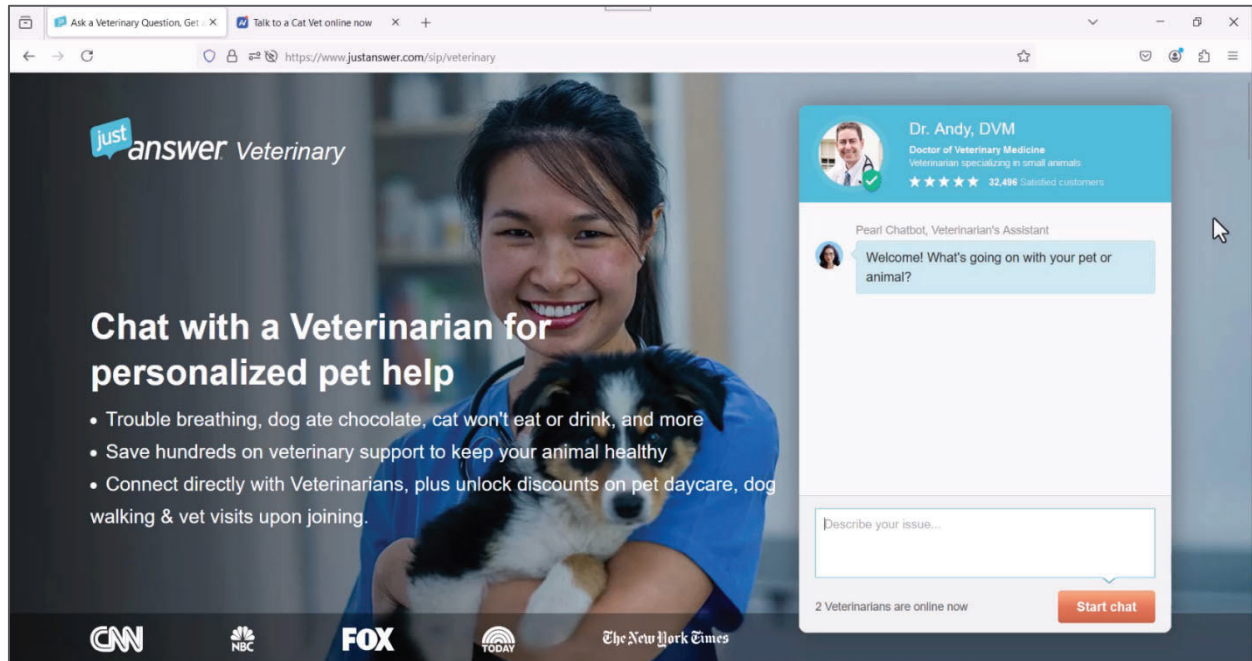 Ask a Veterinary Question, Get
Talk to a Cat Vet online now
https://www.justanswer.com/sip/veterinary
just answer. Veterinary
Chat with a Veterinarian for
personalized pet help
• Trouble breathing, dog ate chocolate, cat won't eat or drink, and more
• Save hundreds on veterinary support to keep your animal healthy
• Connect directly with Veterinarians, plus unlock discounts on pet daycare, dog
walking & vet visits upon joining.
CNN
NBC
FOX
TODAY
The New York Times
Dr. Andy, DVM
Doctor of Veterinary Medicine
Veterinarian specializing in small animals
32,496 Satisfied customers
Pearl Chatbot, Veterinarian's Assistant
Welcome! What's going on with your pet or
animal?
Describe your issue...
2 Veterinarians are online now
Start chat